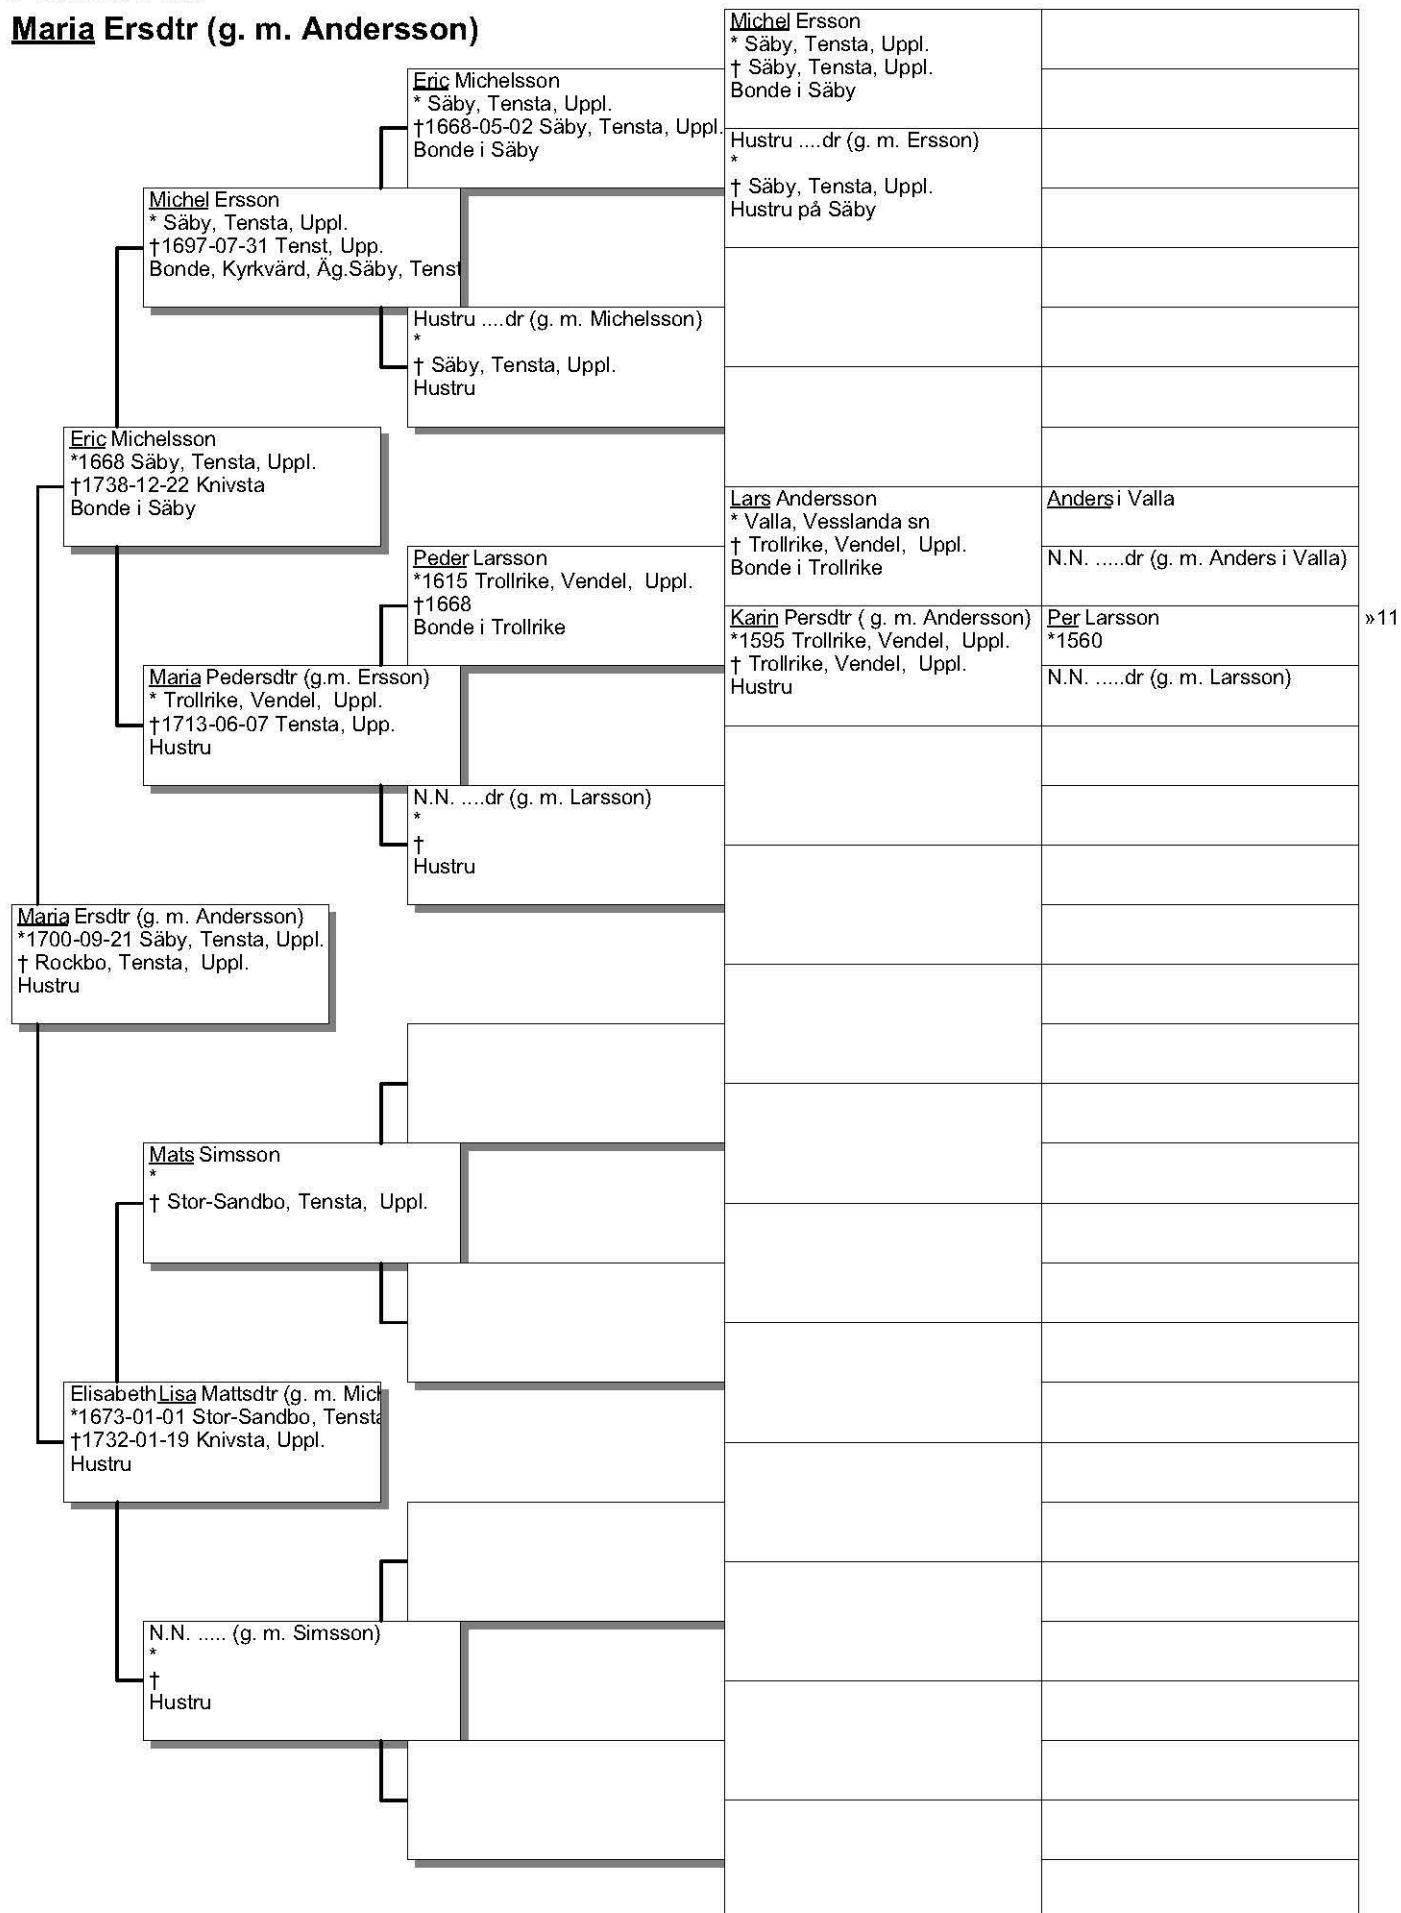 Maria Ersdtr (g. m. Andersson)
Michel Ersson
* Säby, Tensta, Uppl.
† Säby, Tensta, Uppl.
Bonde i Säby
Eric Michelsson
* Säby, Tensta, Uppl.
†1668-05-02 Säby, Tensta, Uppl.
Bonde i Säby
Hustru ....dr (g. m. Ersson)
*
† Säby, Tensta, Uppl.
Hustru på Säby
Michel Ersson
* Säby, Tensta, Uppl.
†1697-07-31 Tenst, Upp.
Bonde, Kyrkvärd, Äg.Säby, Tenst
Hustru ....dr (g. m. Michelsson)
*
† Säby, Tensta, Uppl.
Hustru
Eric Michelsson
*1668 Säby, Tensta, Uppl.
†1738-12-22 Knivsta
Bonde i Säby
Lars Andersson
* Valla, Vesslanda sn
† Trollrike, Vendel, Uppl.
Bonde i Trollrike
Anders i Valla
N.N. .....dr (g. m. Anders i Valla)
Peder Larsson
*1615 Trollrike, Vendel, Uppl.
†1668
Bonde i Trollrike
Karin Persdtr ( g. m. Andersson)
*1595 Trollrike, Vendel, Uppl.
† Trollrike, Vendel, Uppl.
Hustru
Per Larsson
*1560
»11
N.N. .....dr (g. m. Larsson)
Maria Pedersdtr (g.m. Ersson)
* Trollrike, Vendel, Uppl.
†1713-06-07 Tensta, Upp.
Hustru
N.N. ....dr (g. m. Larsson)
*
†
Hustru
Maria Ersdtr (g. m. Andersson)
*1700-09-21 Säby, Tensta, Uppl.
† Rockbo, Tensta, Uppl.
Hustru
Mats Simsson
*
† Stor-Sandbo, Tensta, Uppl.
Elisabeth Lisa Mattsdtr (g. m. Mich
*1673-01-01 Stor-Sandbo, Tensta
†1732-01-19 Knivsta, Uppl.
Hustru
N.N. ..... (g. m. Simsson)
*
†
Hustru